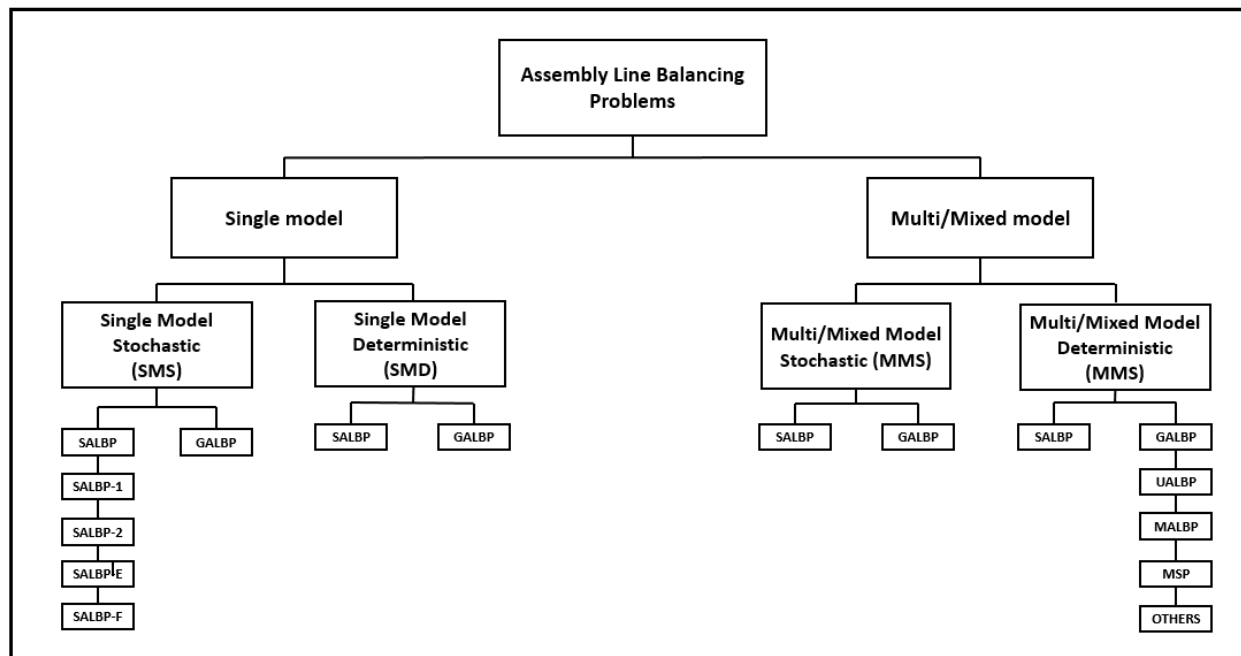 Assembly Line Balancing
Problems
Single model
Multi/Mixed model
Single Model
Stochastic
(SMS)
Single Model
Deterministic
(SMD)
Multi/Mixed Model
Stochastic (MMS)
Multi/Mixed Model
Deterministic
(MMS)
SALBP
GALBP
SALBP
GALBP
SALBP
GALBP
SALBP
GALBP
SALBP-1
SALBP-2
SALBP-E
SALBP-F
UALBP
MALBP
MSP
OTHERS